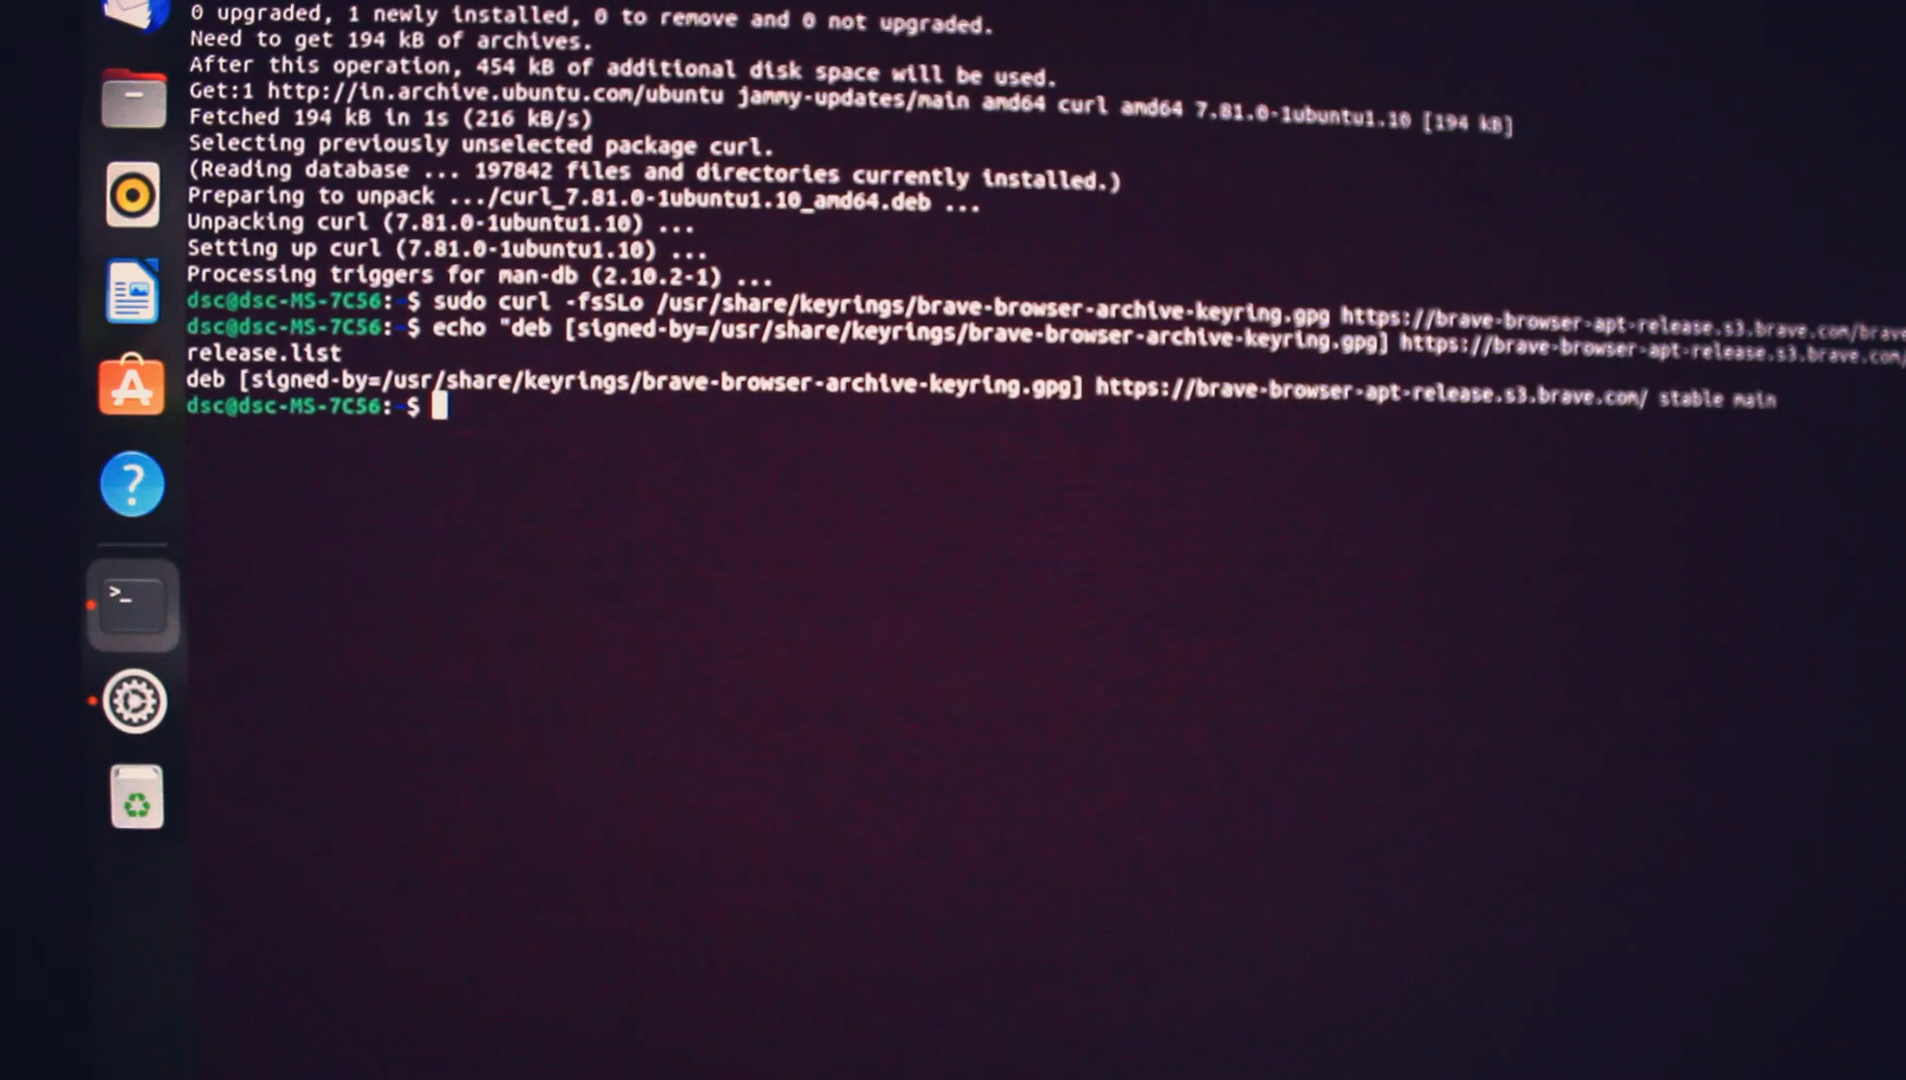 0 upgraded, 1 newly installed, 0 to remove and 0 not upgraded.
Need to get 194 kB of archives.
After this operation, 454 kB of additional disk space will be used.
Get:1 http://in.archive.ubuntu.com/ubuntu jammy-updates/main amd64 curl amd64 7.81.0-1ubuntu1.10 [194 kB]
Fetched 194 kB in 1s (216 kB/s)
Selecting previously unselected package curl.
(Reading database ... 197842 files and directories currently installed.)
Preparing to unpack .../curl_7.81.0-1ubuntu1.10_amd64.deb ...
Unpacking curl (7.81.0-1ubuntu1.10) ...
Setting up curl (7.81.0-1ubuntu1.10) ...
Processing triggers for man-db (2.10.2-1) ...
dsc@dsc-MS-7C56:~$ sudo curl -fsSLo /usr/share/keyrings/brave-browser-archive-keyring.gpg https://brave-browser-apt-release.s3.brave.com/brave
dsc@dsc-MS-7C56:~$ echo "deb [signed-by=/usr/share/keyrings/brave-browser-archive-keyring.gpg] https://brave-browser-apt-release.s3.brave.com/
release.list
deb [signed-by=/usr/share/keyrings/brave-browser-archive-keyring.gpg] https://brave-browser-apt-release.s3.brave.com/ stable main
dsc@dsc-MS-7C56:~$